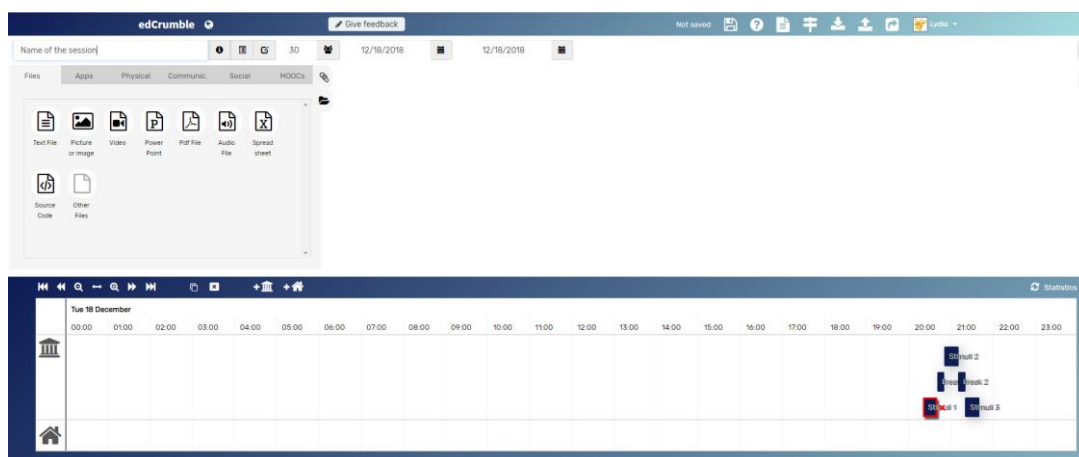 edCrumble Give feedback Not saved Lydia
Name of the session 30 12/18/2018 12/18/2018
Files Apps Physical Communic. Social MOOCs
Text File Picture or image Video Power Point Pdf File Audio File Spread sheet
Source Code Other Files
Statistics
Tue 18 December
00:00 01:00 02:00 03:00 04:00 05:00 06:00 07:00 08:00 09:00 10:00 11:00 12:00 13:00 14:00 15:00 16:00 17:00 18:00 19:00 20:00 21:00 22:00 23:00
Stimuli 2
Break 2
Stimuli 1 Stimuli 3